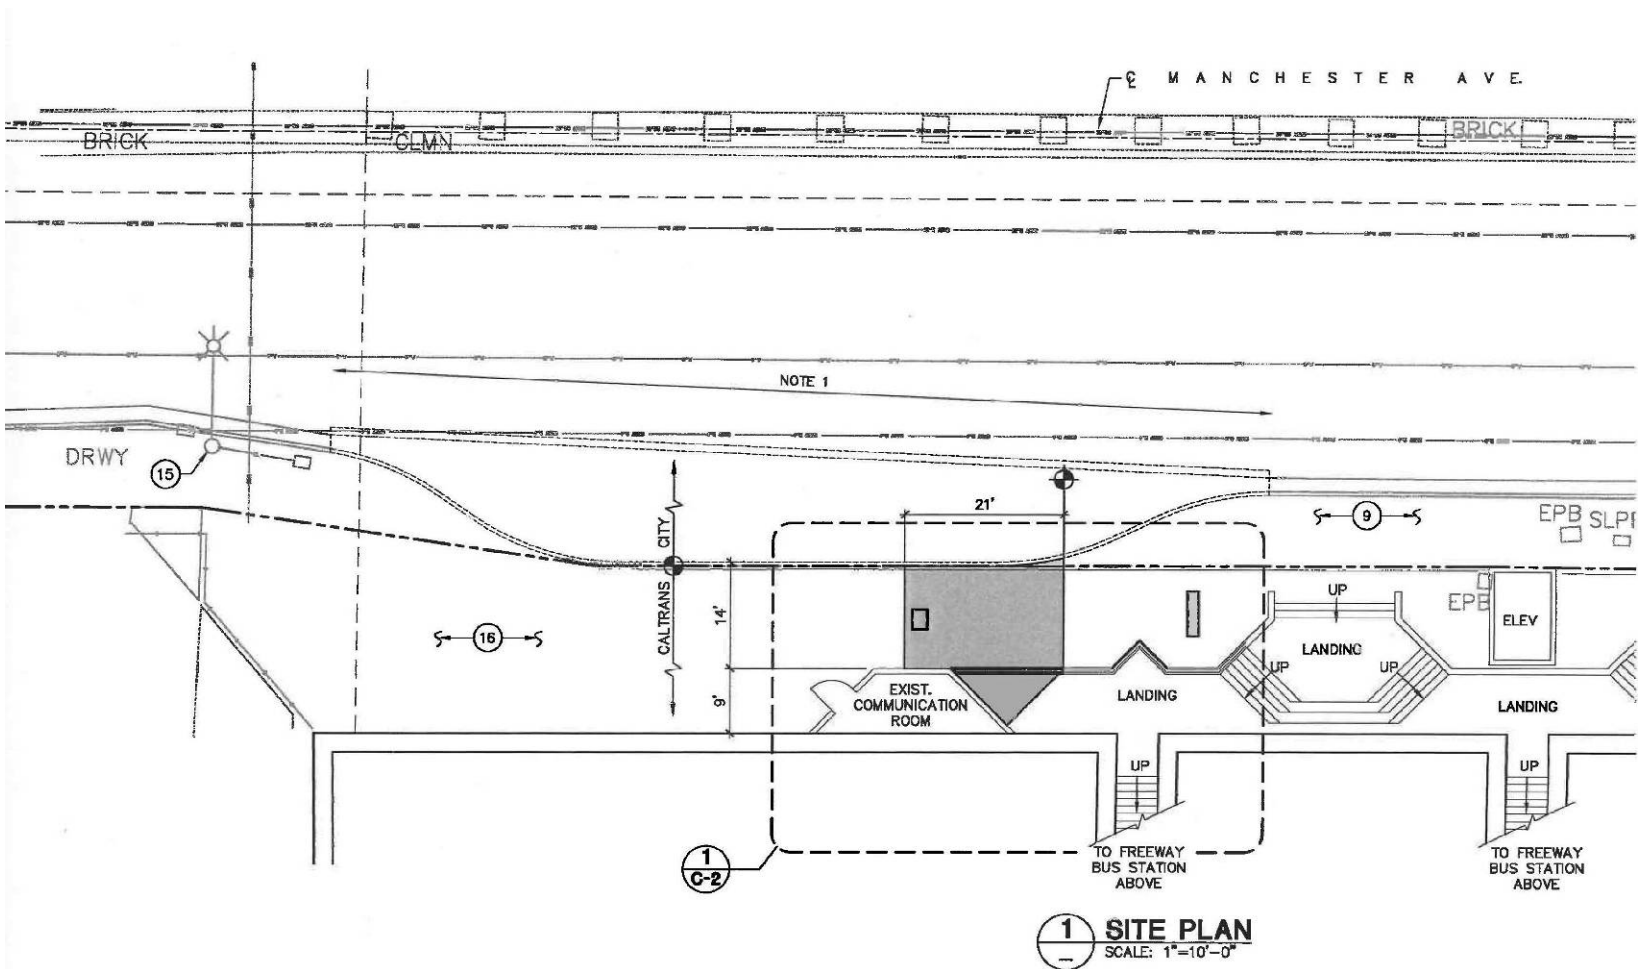 ℄ MANCHESTER AVE.
BRICK
CLMN
BRICK
NOTE 1
DRWY
15
21'
9
EPB
CITY
CALTRANS
14'
9'
16
EXIST.
COMMUNICATION
ROOM
LANDING
UP
UP
UP
LANDING
EPB
ELEV
LANDING
UP
UP
TO FREEWAY
BUS STATION
ABOVE
TO FREEWAY
BUS STATION
ABOVE
1
C-2
1
–
SITE PLAN
SCALE: 1"=10'-0"